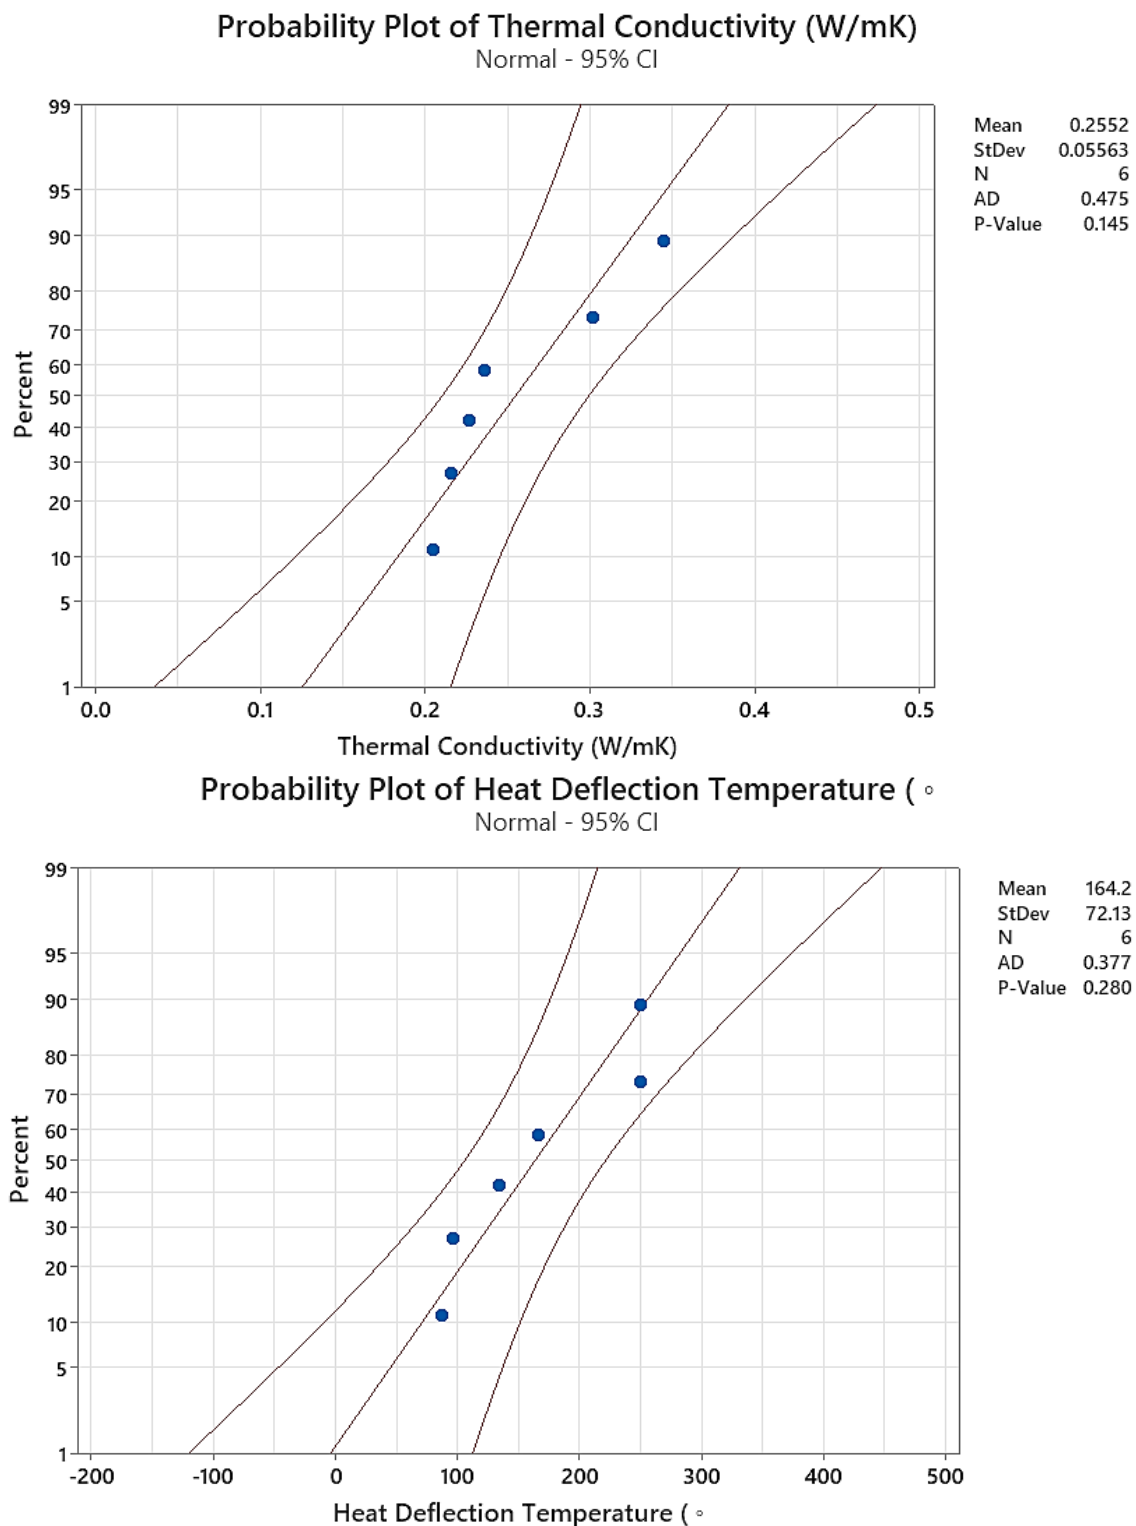 Probability Plot of Thermal Conductivity (W/mK)
Normal - 95% CI
99
95
90
80
70
60
50
40
30
20
10
5
1
Percent
0.0 0.1 0.2 0.3 0.4 0.5
Thermal Conductivity (W/mK)
Mean 0.2552
StDev 0.05563
N 6
AD 0.475
P-Value 0.145
Probability Plot of Heat Deflection Temperature ( °
Normal - 95% CI
99
95
90
80
70
60
50
40
30
20
10
5
1
Percent
-200 -100 0 100 200 300 400 500
Heat Deflection Temperature ( °
Mean 164.2
StDev 72.13
N 6
AD 0.377
P-Value 0.280